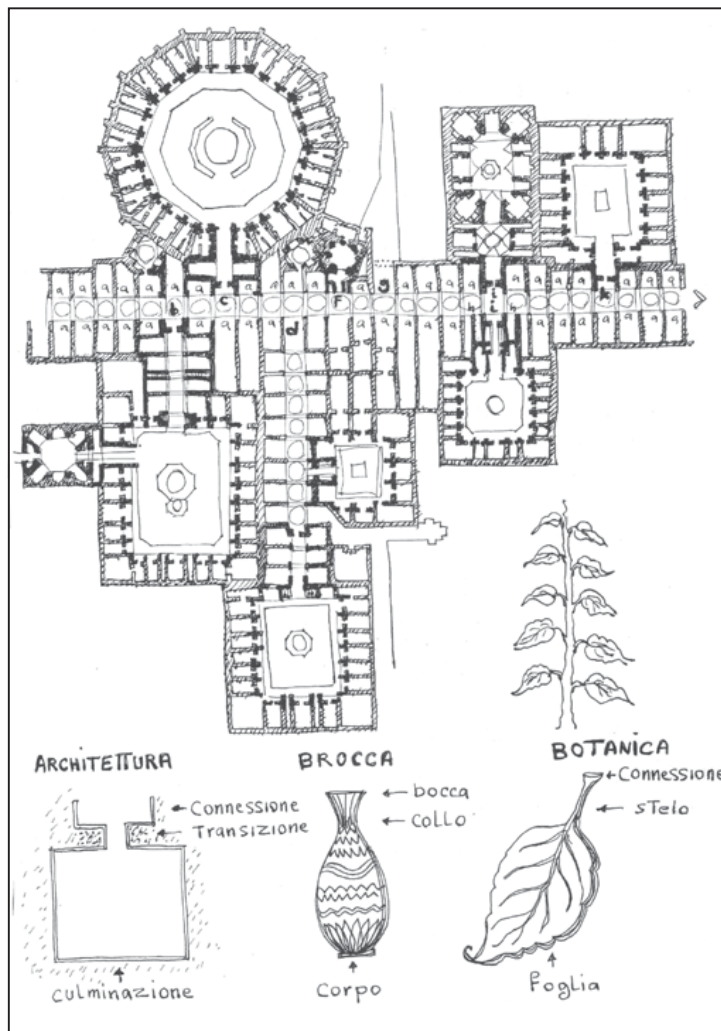 a a a a a a a a a g a a a a a a a a a a a
b c F h i L h k
a a a a a a a a a a d a a a a a a a a a a a a a a
ARCHITETTURA
BROCCA
BOTANICA
Connessione
Transizione
culminazione
bocca
collo
corpo
Connessione
stelo
foglia